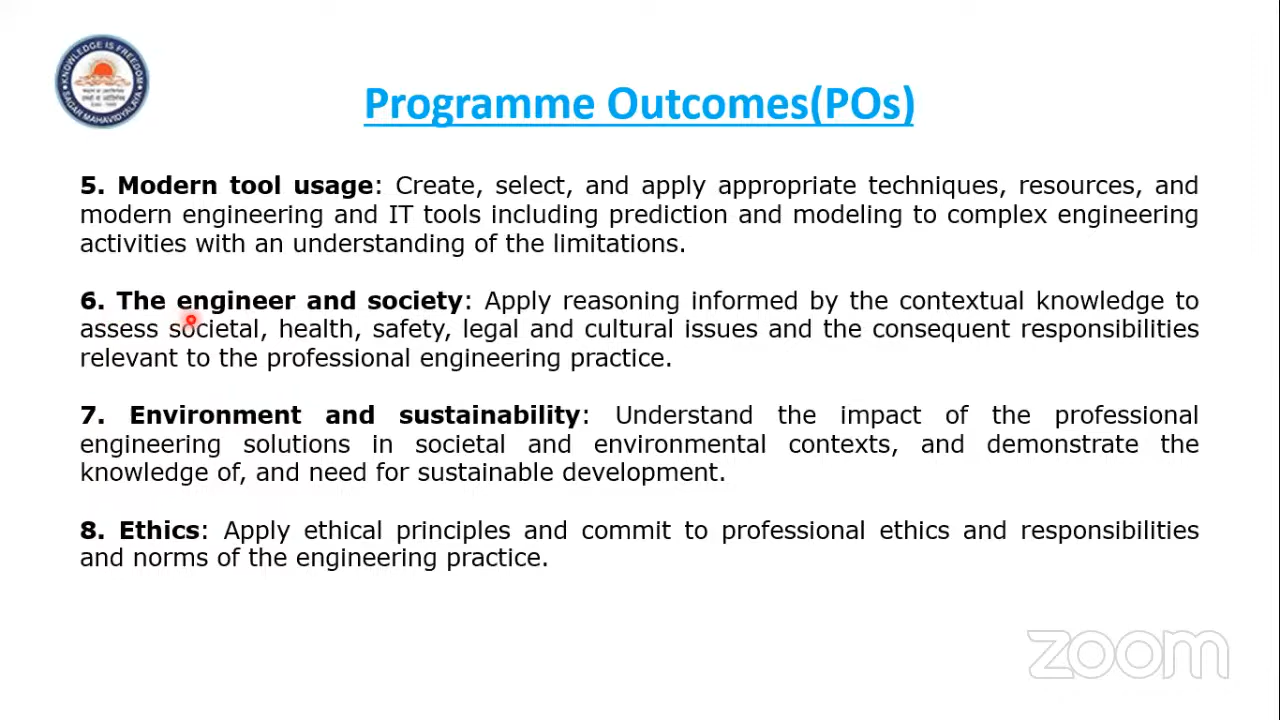 KNOWLEDGE IS FREEDOM
SAGAR MAHAVIDYALAYA
Programme Outcomes(POs)
5. Modern tool usage: Create, select, and apply appropriate techniques, resources, and
modern engineering and IT tools including prediction and modeling to complex engineering
activities with an understanding of the limitations.
6. The engineer and society: Apply reasoning informed by the contextual knowledge to
assess societal, health, safety, legal and cultural issues and the consequent responsibilities
relevant to the professional engineering practice.
7. Environment and sustainability: Understand the impact of the professional
engineering solutions in societal and environmental contexts, and demonstrate the
knowledge of, and need for sustainable development.
8. Ethics: Apply ethical principles and commit to professional ethics and responsibilities
and norms of the engineering practice.
zoom